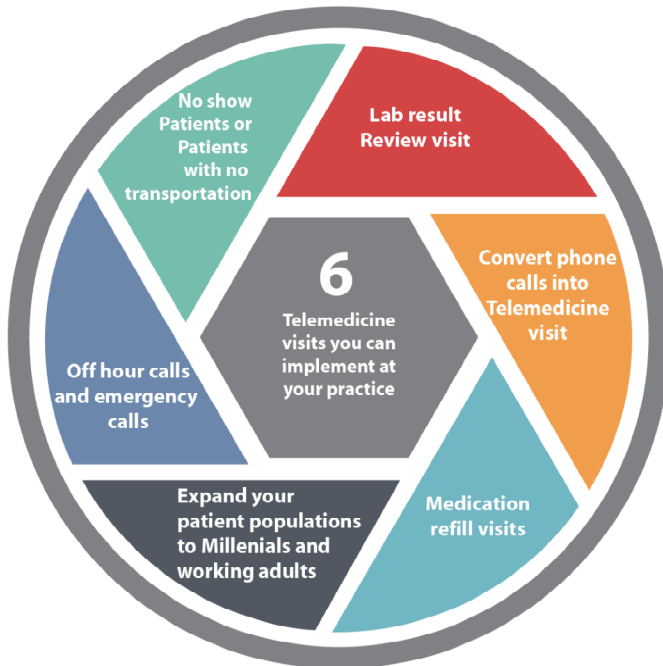 No show
Patients or
Patients
with no
transportation
Lab result
Review visit
Convert phone
calls into
Telemedicine
visit
6
Telemedicine
visits you can
implement at
your practice
Off hour calls
and emergency
calls
Expand your
patient populations
to Millenials and
working adults
Medication
refill visits